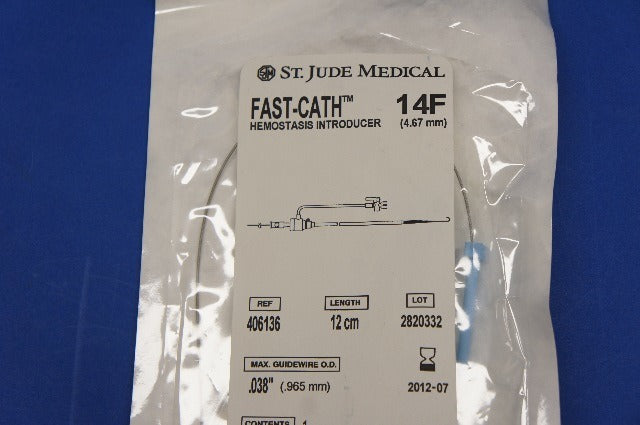 ST. JUDE MEDICAL
FAST-CATH™ 14F
HEMOSTASIS INTRODUCER (4.67 mm)
REF LENGTH LOT
406136 12 cm 2820332
MAX. GUIDEWIRE O.D.
.038" (.965 mm) 2012-07
CONTENTS 1